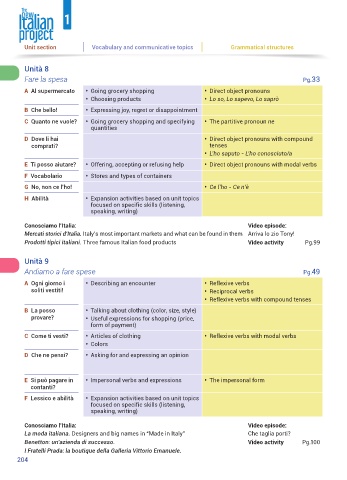 The
new
Italian
project
1
Unit section Vocabulary and communicative topics Grammatical structures
Unità 8
Fare la spesa Pg.33
A Al supermercato • Going grocery shopping • Direct object pronouns
• Choosing products • Lo so, Lo sapevo, Lo saprò
B Che bello! • Expressing joy, regret or disappointment
C Quanto ne vuole? • Going grocery shopping and specifying • The partitive pronoun ne
quantities
D Dove li hai • Direct object pronouns with compound
comprati? tenses
• L'ho saputo - L'ho conosciuto/a
E Ti posso aiutare? • Offering, accepting or refusing help • Direct object pronouns with modal verbs
F Vocabolario • Stores and types of containers
G No, non ce l'ho! • Ce l'ho - Ce n'è
H Abilità • Expansion activities based on unit topics
focused on specific skills (listening,
speaking, writing)
Conosciamo l'Italia: Video episode:
Mercati storici d'Italia. Italy's most important markets and what can be found in them Arriva lo zio Tony!
Prodotti tipici italiani. Three famous Italian food products Video activity Pg.99
Unità 9
Andiamo a fare spese Pg.49
A Ogni giorno i • Describing an encounter • Reflexive verbs
soliti vestiti! • Reciprocal verbs
• Reflexive verbs with compound tenses
B La posso • Talking about clothing (color, size, style)
provare? • Useful expressions for shopping (price,
form of payment)
C Come ti vesti? • Articles of clothing • Reflexive verbs with modal verbs
• Colors
D Che ne pensi? • Asking for and expressing an opinion
E Si può pagare in • Impersonal verbs and expressions • The impersonal form
contanti?
F Lessico e abilità • Expansion activities based on unit topics
focused on specific skills (listening,
speaking, writing)
Conosciamo l'Italia: Video episode:
La moda italiana. Designers and big names in "Made in Italy" Che taglia porti?
Benetton: un'azienda di successo. Video activity Pg.100
I Fratelli Prada: la boutique della Galleria Vittorio Emanuele.
204